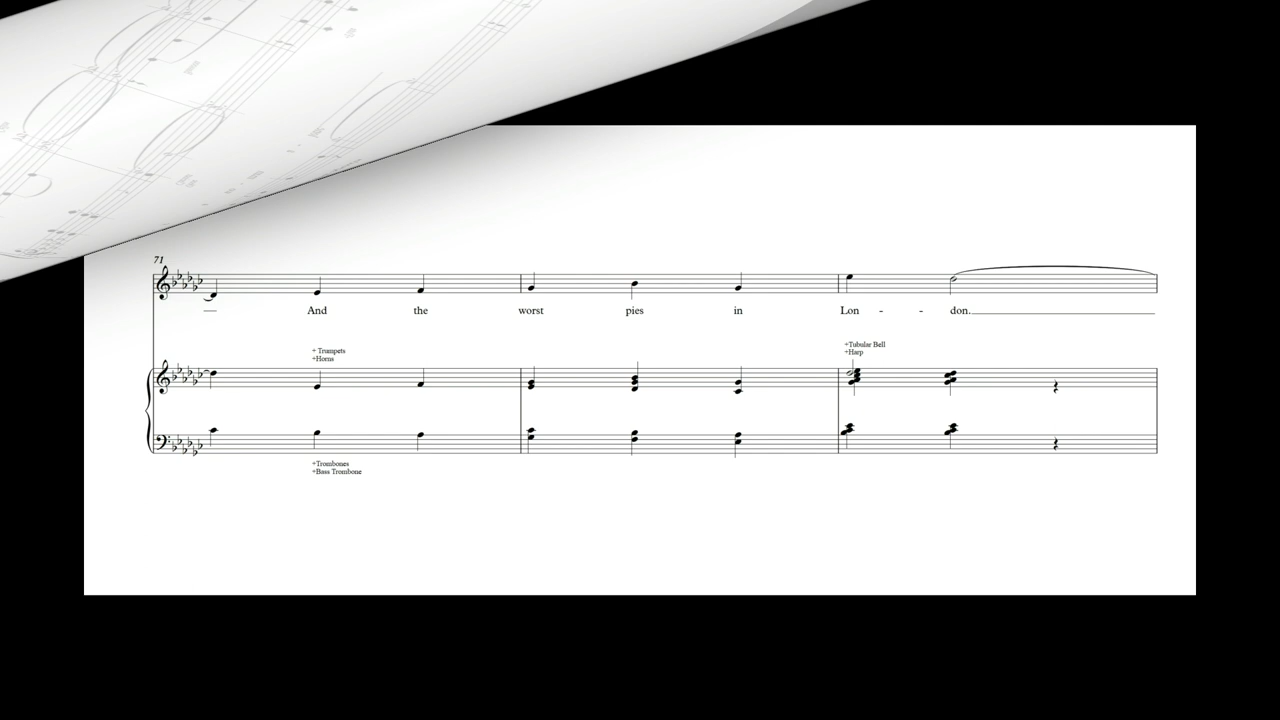 71
And the worst pies in Lon - - don.
+ Trumpets
+Horns
+Tubular Bell
+Harp
+Trombones
+Bass Trombone